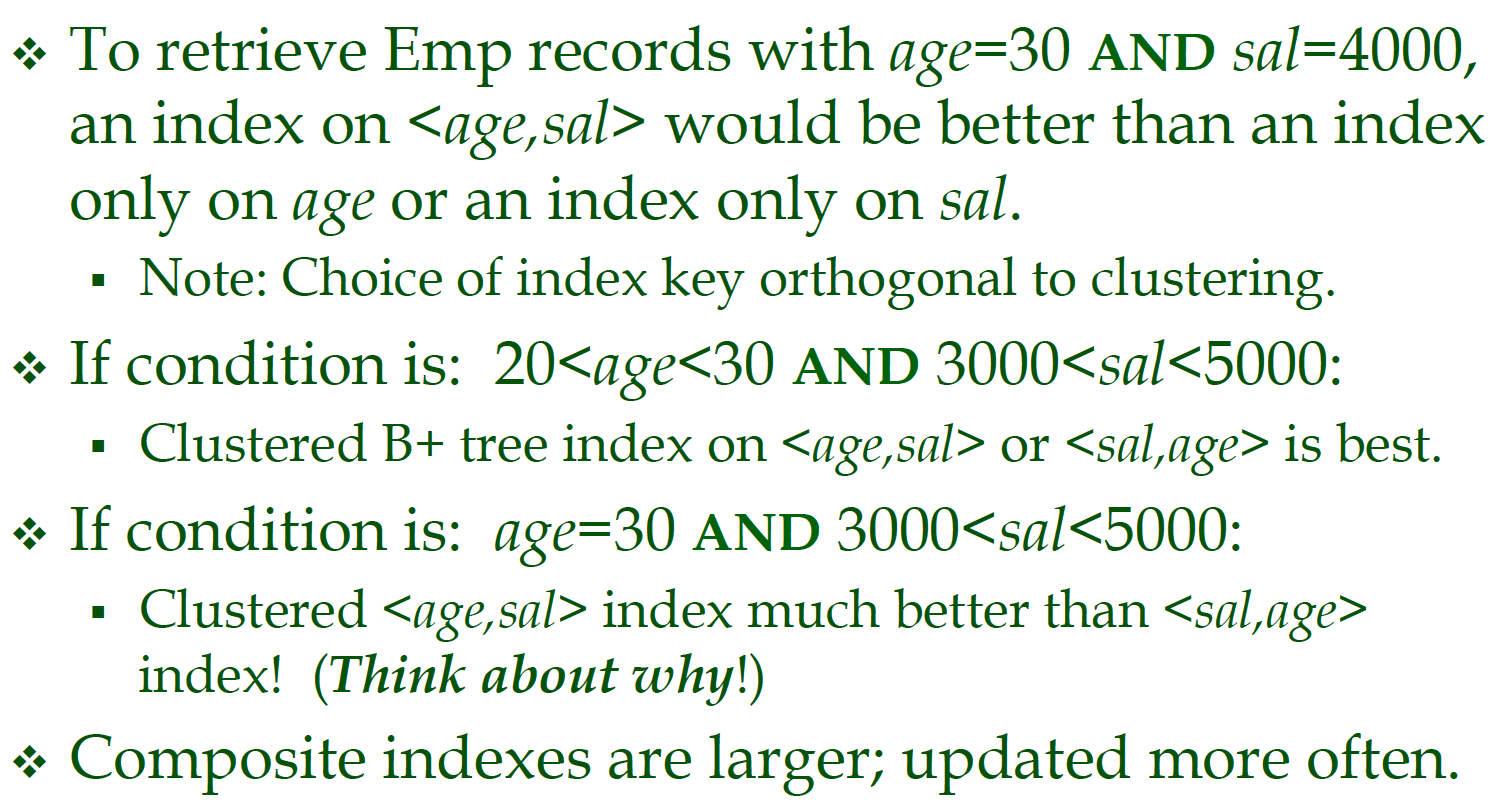 ❖ To retrieve Emp records with age=30 AND sal=4000,
an index on <age,sal> would be better than an index
only on age or an index only on sal.
▪ Note: Choice of index key orthogonal to clustering.
❖ If condition is: 20<age<30 AND 3000<sal<5000:
▪ Clustered B+ tree index on <age,sal> or <sal,age> is best.
❖ If condition is: age=30 AND 3000<sal<5000:
▪ Clustered <age,sal> index much better than <sal,age>
index! (Think about why!)
❖ Composite indexes are larger; updated more often.